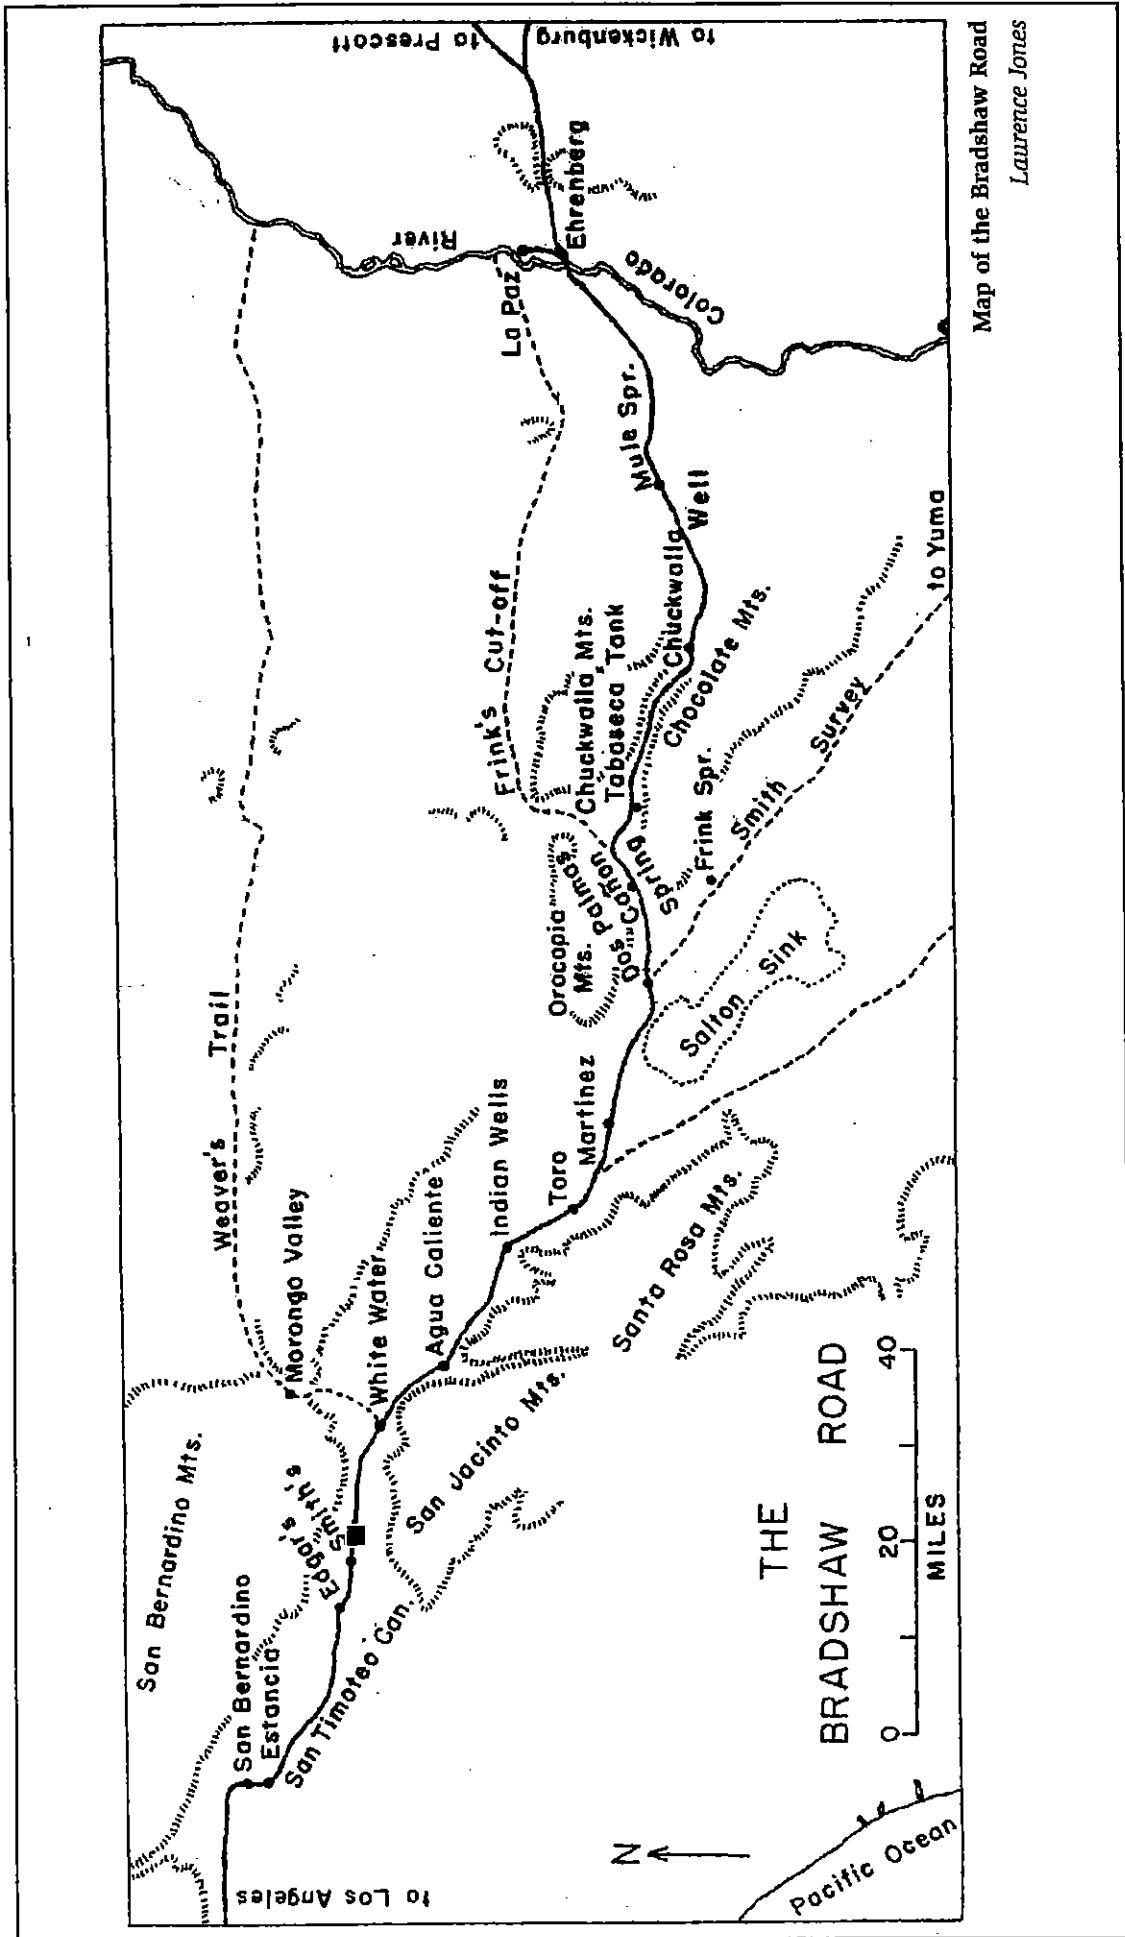 to Los Angeles
San Bernardino Mts.
San Bernardino
Estancia
San Timoteo Can.
Edgar's
Smith's
San Jacinto Mts.
Morongo Valley
White Water
Agua Caliente
Indian Wells
Toro
Martinez
Santa Rosa Mts.
Weaver's Trail
Orocopia
Mts.
Dos Palmas
Cañon
Spring
Salton Sink
Frink's Cut-off
Chuckwalla Mts.
Tabaseca Tank
Chuckwalla
Well
Chocolate Mts.
Frink Spr.
Smith Survey
to Yuma
Mule Spr.
La Paz
Ehrenberg
Colorado
River
to Prescott
to Wickenburg
THE
BRADSHAW ROAD
0 20 40
MILES
N
Pacific Ocean
Map of the Bradshaw Road
Laurence Jones